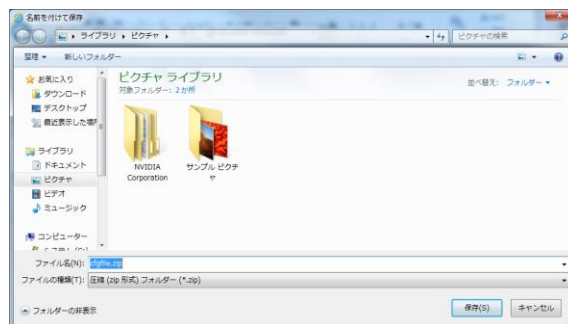 名前を付けて保存
ライブラリ ▸ ピクチャ ▸
ピクチャの検索
整理 ▾ 新しいフォルダー
お気に入り
ダウンロード
デスクトップ
最近表示した場所
ライブラリ
ドキュメント
ピクチャ
ビデオ
ミュージック
コンピューター
ピクチャ ライブラリ
対象フォルダー: 2 か所
並べ替え: フォルダー ▾
NVIDIA Corporation
サンプル ピクチャ
ファイル名(N): cfgfile.zip
ファイルの種類(T): 圧縮 (zip 形式) フォルダー (*.zip)
フォルダーの非表示
保存(S)
キャンセル